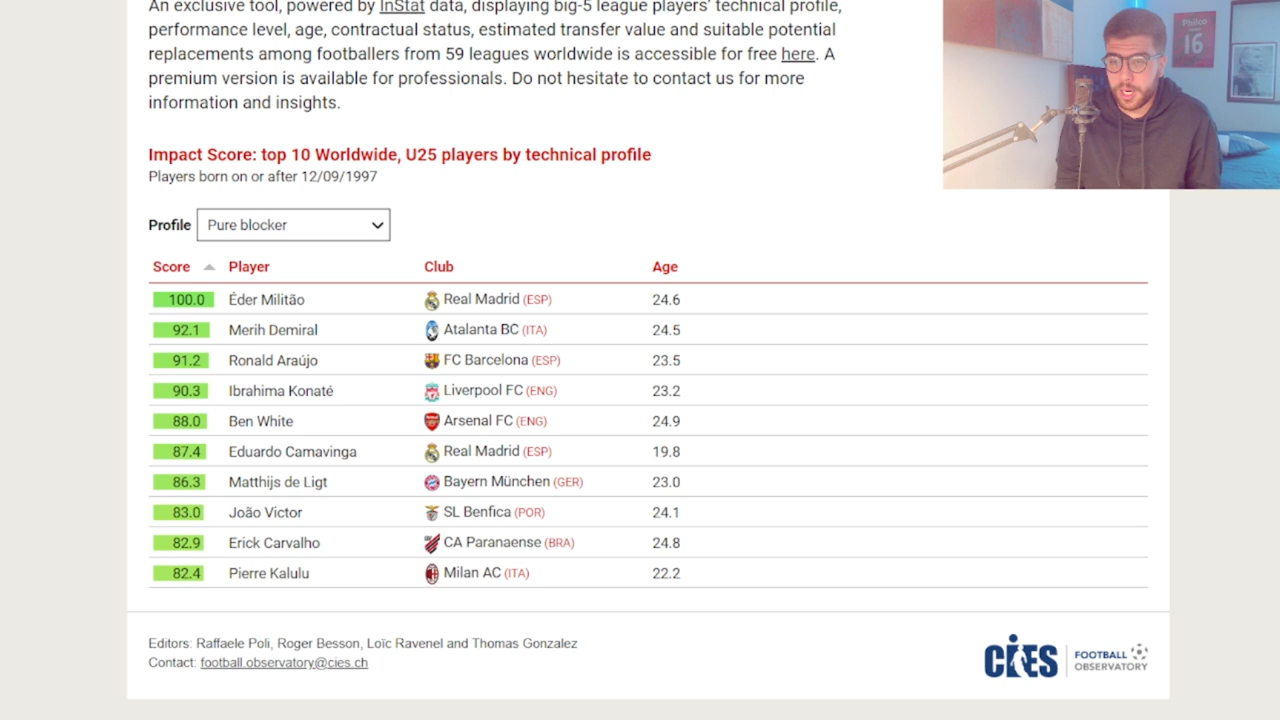 An exclusive tool, powered by InStat data, displaying big-5 league players' technical profile,
performance level, age, contractual status, estimated transfer value and suitable potential
replacements among footballers from 59 leagues worldwide is accessible for free here. A
premium version is available for professionals. Do not hesitate to contact us for more
information and insights.
Impact Score: top 10 Worldwide, U25 players by technical profile
Players born on or after 12/09/1997
Profile Pure blocker
Score Player Club Age
100.0 Éder Militão Real Madrid (ESP) 24.6
92.1 Merih Demiral Atalanta BC (ITA) 24.5
91.2 Ronald Araújo FC Barcelona (ESP) 23.5
90.3 Ibrahima Konaté Liverpool FC (ENG) 23.2
88.0 Ben White Arsenal FC (ENG) 24.9
87.4 Eduardo Camavinga Real Madrid (ESP) 19.8
86.3 Matthijs de Ligt Bayern München (GER) 23.0
83.0 João Victor SL Benfica (POR) 24.1
82.9 Erick Carvalho CA Paranaense (BRA) 24.8
82.4 Pierre Kalulu Milan AC (ITA) 22.2
Editors: Raffaele Poli, Roger Besson, Loïc Ravenel and Thomas Gonzalez
Contact: football.observatory@cies.ch
CIES FOOTBALL
OBSERVATORY
Philco
16